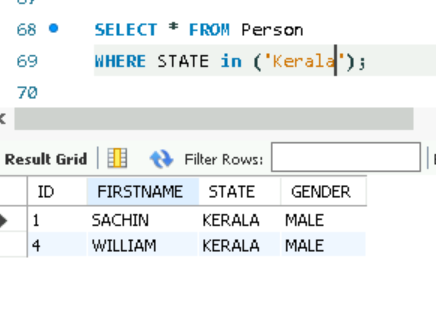 68 SELECT * FROM Person
69 WHERE STATE in ('Kerala');
70
Result Grid Filter Rows:
ID FIRSTNAME STATE GENDER
1 SACHIN KERALA MALE
4 WILLIAM KERALA MALE